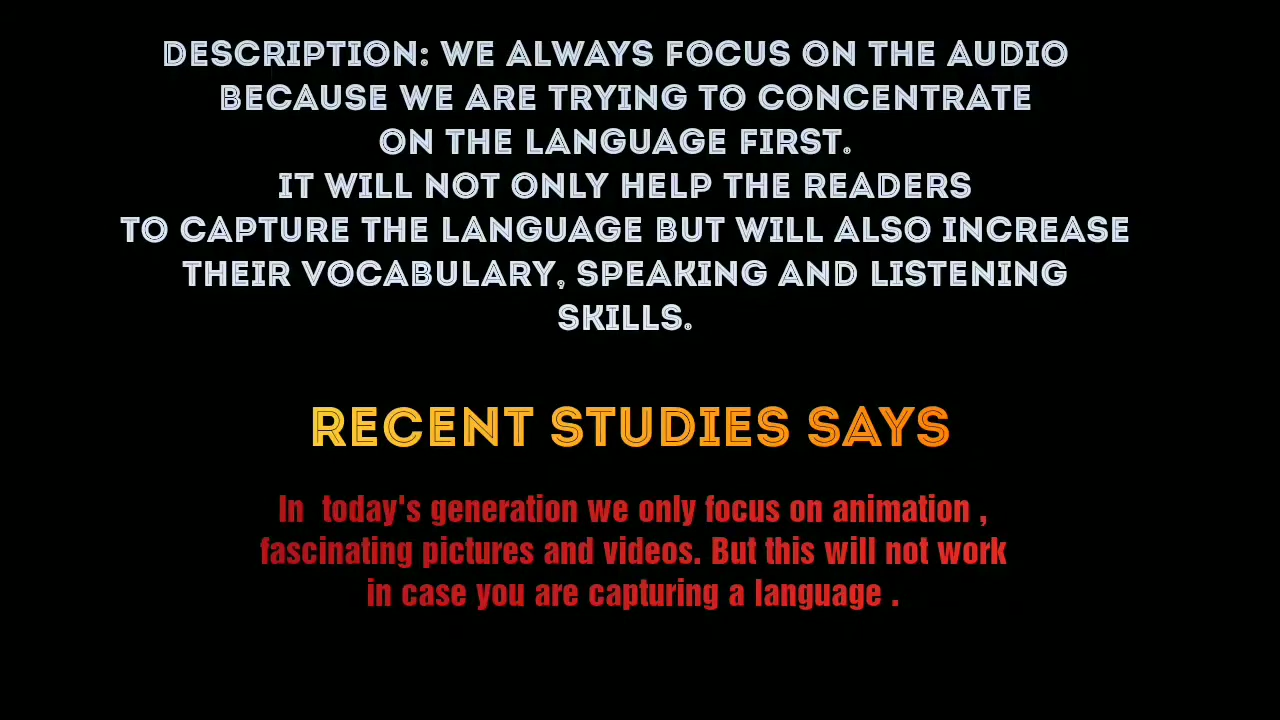 DESCRIPTION: WE ALWAYS FOCUS ON THE AUDIO
BECAUSE WE ARE TRYING TO CONCENTRATE
ON THE LANGUAGE FIRST.
IT WILL NOT ONLY HELP THE READERS
TO CAPTURE THE LANGUAGE BUT WILL ALSO INCREASE
THEIR VOCABULARY, SPEAKING AND LISTENING
SKILLS.
RECENT STUDIES SAYS
In today's generation we only focus on animation ,
fascinating pictures and videos. But this will not work
in case you are capturing a language .